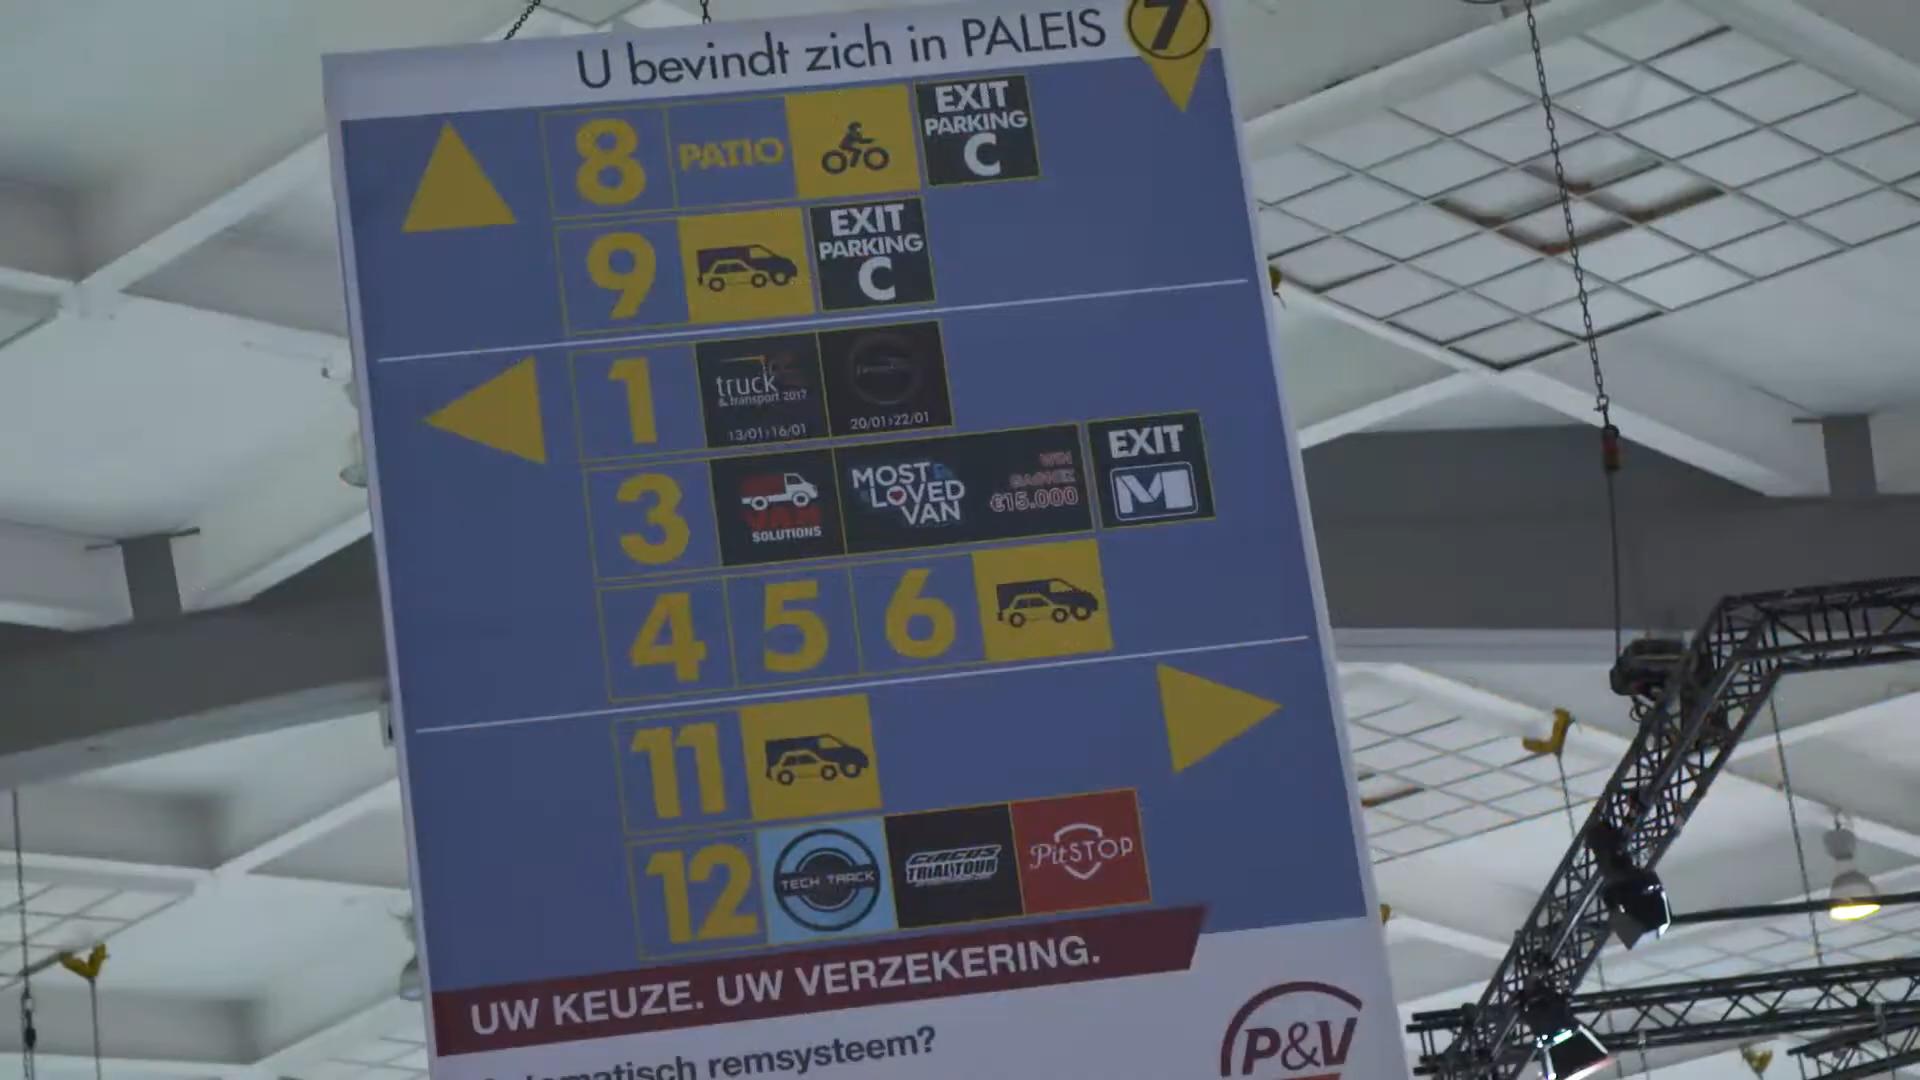 U bevindt zich in PALEIS 7
8 PATIO EXIT PARKING C
9 EXIT PARKING C
1 truck & transport 2017 13/01>16/01 20/01>22/01
3 VAN SOLUTIONS MOST LOVED VAN WIN GAGNEZ €15.000 EXIT M
4 5 6
11
12 TECH TRACK CIRCUS TRIAL TOUR PitSTOP
UW KEUZE. UW VERZEKERING.
remsysteem?
P&V